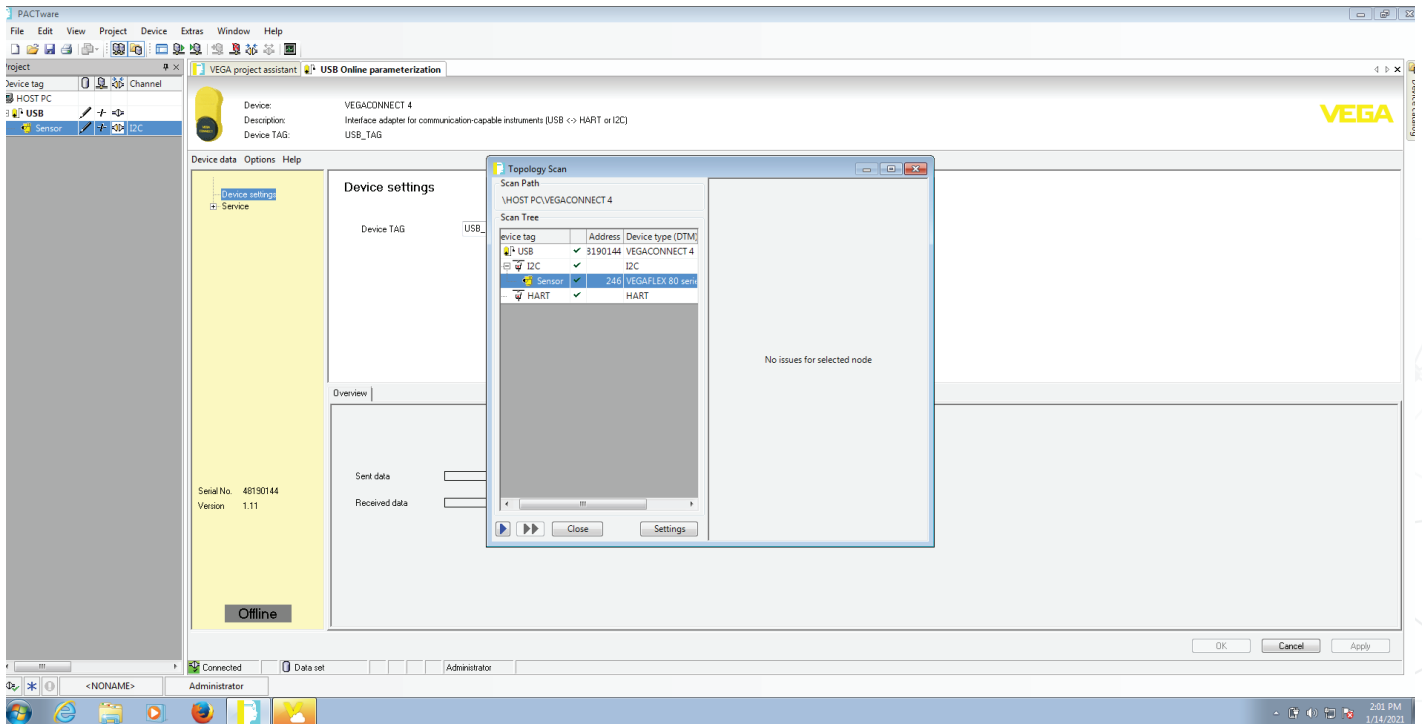 PACTware
File Edit View Project Device Extras Window Help
Project
VEGA project assistant USB Online parameterization
Device tag Channel
HOST PC
USB
Sensor I2C
Device: VEGACONNECT 4
Description: Interface adapter for communication-capable instruments (USB <-> HART or I2C)
Device TAG: USB_TAG
VEGA
Device catalog
Device data Options Help
Device settings
Service
Device settings
Device TAG USB_
Topology Scan
Scan Path
\HOST PC\VEGACONNECT 4
Scan Tree
evice tag Address Device type (DTM)
USB 3190144 VEGACONNECT 4
I2C I2C
Sensor 246 VEGAFLEX 80 serie
HART HART
No issues for selected node
Close Settings
Overview
Sent data
Received data
Serial No. 48190144
Version 1.11
Offline
OK Cancel Apply
Connected Data set Administrator
<NONAME> Administrator
2:01 PM
1/14/2021